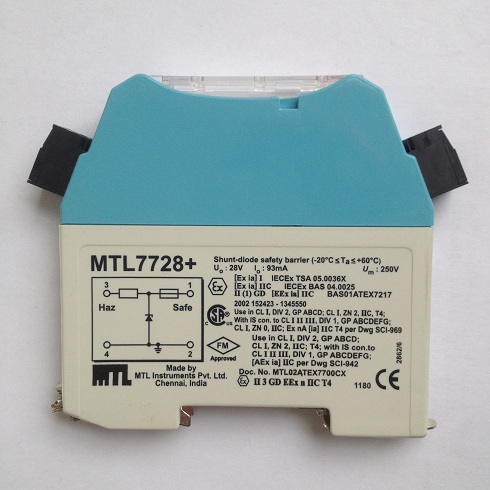 MTL7728+
Shunt-diode safety barrier (-20°C ≤ Ta ≤ +60°C)
Uo : 28V Io : 93mA Um : 250V
[Ex ia] I IECEx TSA 05.0036X
[Ex ia] IIC IECEx BAS 04.0025
II (1) GD [EEx ia] IIC BAS01ATEX7217
2002 152423 - 1345550
Use in CL I, DIV 2, GP ABCD;
CL I, ZN 2, IIC, T4;
With IS con. to CL I II III, DIV 1, GP ABCDEFG;
CL I, ZN 0, IIC; Ex nA [ia] IIC T4 per Dwg SCI-969
Use in CL I, DIV 2, GP ABCD;
CL I, ZN 2, IIC; T4; with IS con. to
CL I II III, DIV 1, GP ABCDEFG;
[AEx ia] IIC per Dwg SCI-942
Doc. No. MTL02ATEX7700CX
II 3 GD EEx n IIC T4
1180 CE
2862/6
3 1
Haz Safe
4 2
Ex
SA
FM
Approved
MTL
Made by
MTL Instruments Pvt. Ltd.
Chennai, India